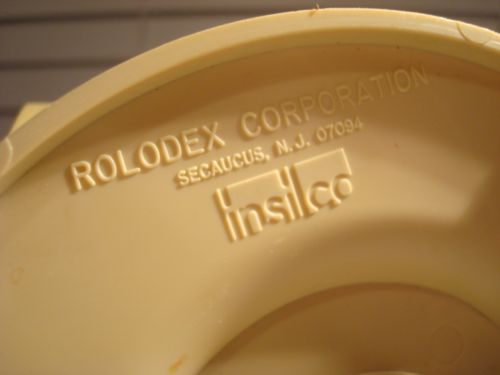 ROLODEX CORPORATION
SECAUCUS, N.J. 07094
insilco